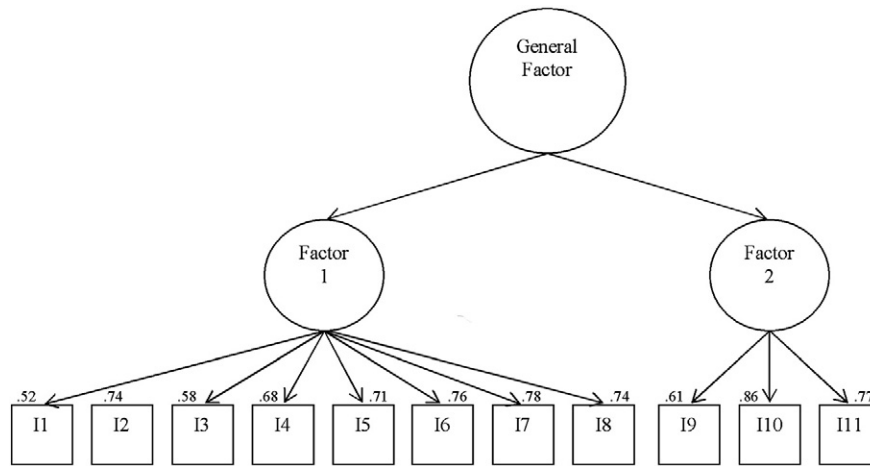 General
Factor
Factor
1
Factor
2
.52 .74 .58 .68 .71 .76 .78 .74 .61 .86 .77
I1 I2 I3 I4 I5 I6 I7 I8 I9 I10 I11